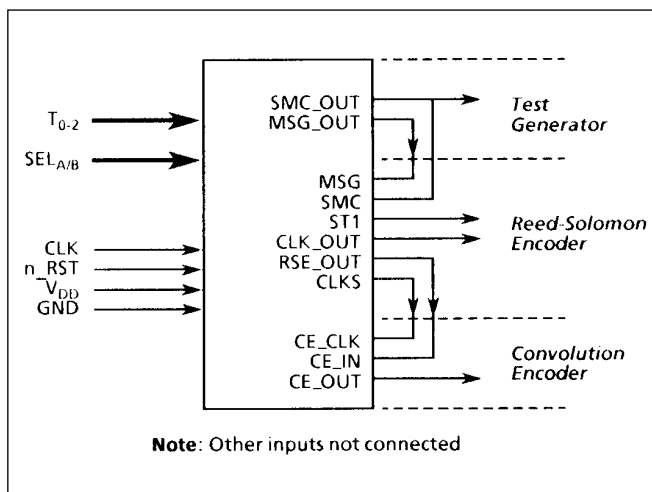 SMC_OUT
MSG_OUT
Test
Generator
T0-2
SELA/B
MSG
SMC
ST1
CLK_OUT
RSE_OUT
CLKS
Reed-Solomon
Encoder
CLK
n_RST
VDD
GND
CE_CLK
CE_IN
CE_OUT
Convolution
Encoder
Note: Other inputs not connected